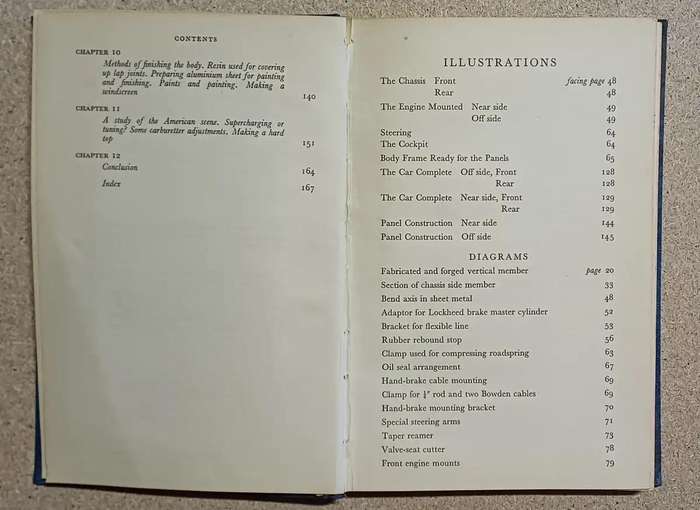 CONTENTS
CHAPTER 10
Methods of finishing the body. Resin used for covering
up lap joints. Preparing aluminium sheet for painting
and finishing. Paints and painting. Making a
windscreen 140
CHAPTER 11
A study of the American scene. Supercharging or
tuning? Some carburetter adjustments. Making a hard
top 151
CHAPTER 12
Conclusion 164
Index 167
ILLUSTRATIONS
The Chassis Front facing page 48
Rear 48
The Engine Mounted Near side 49
Off side 49
Steering 64
The Cockpit 64
Body Frame Ready for the Panels 65
The Car Complete Off side, Front 128
Rear 128
The Car Complete Near side, Front 129
Rear 129
Panel Construction Near side 144
Panel Construction Off side 145
DIAGRAMS
Fabricated and forged vertical member page 20
Section of chassis side member 33
Bend axis in sheet metal 48
Adaptor for Lockheed brake master cylinder 52
Bracket for flexible line 53
Rubber rebound stop 56
Clamp used for compressing roadspring 63
Oil seal arrangement 67
Hand-brake cable mounting 69
Clamp for rod and two Bowden cables 69
Hand-brake mounting bracket 70
Special steering arms 71
Taper reamer 73
Valve-seat cutter 78
Front engine mounts 79